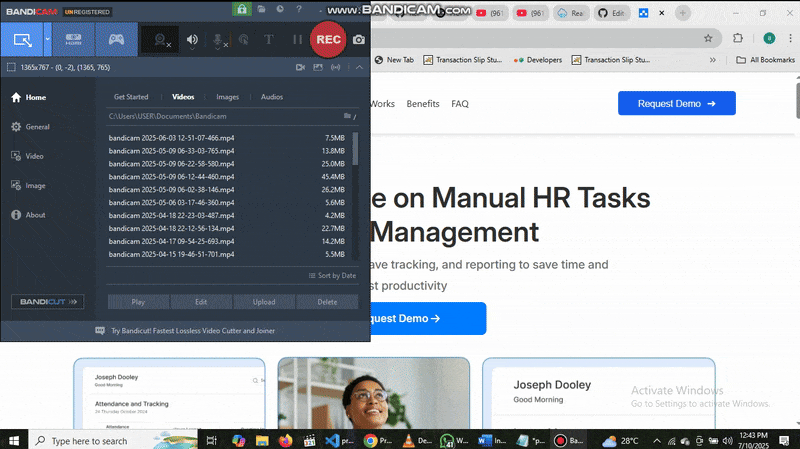 BANDICAM UNREGISTERED
www.BANDICAM.com
REC
1365x767 - (0, -2), (1365, 765)
Home
General
Video
Image
About
BANDICUT
Get Started Videos Images Audios
C:\Users\USER\Documents\Bandicam
bandicam 2025-06-03 12-51-07-466.mp4 7.5MB
bandicam 2025-05-09 06-33-03-765.mp4 13.8MB
bandicam 2025-05-09 06-22-58-580.mp4 25.0MB
bandicam 2025-05-09 06-12-44-460.mp4 45.4MB
bandicam 2025-05-09 06-02-38-146.mp4 26.2MB
bandicam 2025-05-06 03-17-46-360.mp4 5.6MB
bandicam 2025-04-18 22-23-03-487.mp4 4.2MB
bandicam 2025-04-18 22-12-56-134.mp4 22.7MB
bandicam 2025-04-17 09-54-25-693.mp4 14.2MB
bandicam 2025-04-15 19-46-51-701.mp4 5.5MB
Sort by Date
Play Edit Upload Delete
Try Bandicut! Fastest Lossless Video Cutter and Joiner
New Tab Transaction Slip Stu... Developers Transaction Slip Stu... All Bookmarks
Works Benefits FAQ Request Demo
e on Manual HR Tasks
Management
ave tracking, and reporting to save time and
st productivity
quest Demo
Joseph Dooley
Good Morning
Attendance and Tracking
Joseph Dooley
Good Morning
Activate Windows
Go to Settings to activate Windows.
Type here to search
28°C
12:43 PM
7/10/2025